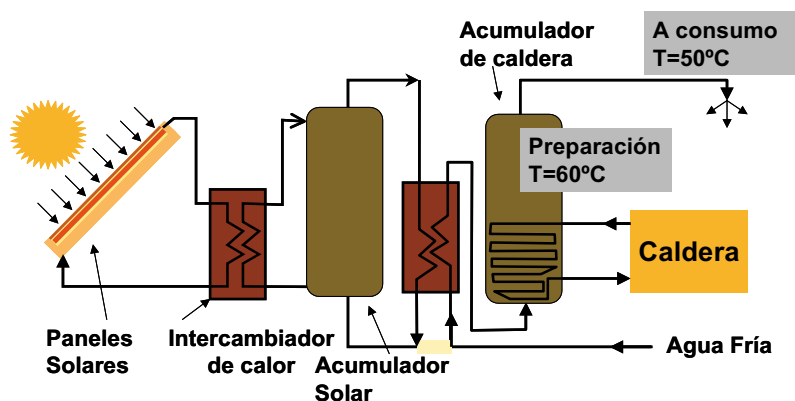 Acumulador
de caldera
A consumo
T=50ºC
Preparación
T=60ºC
Caldera
Paneles
Solares
Intercambiador
de calor
Acumulador
Solar
Agua Fría